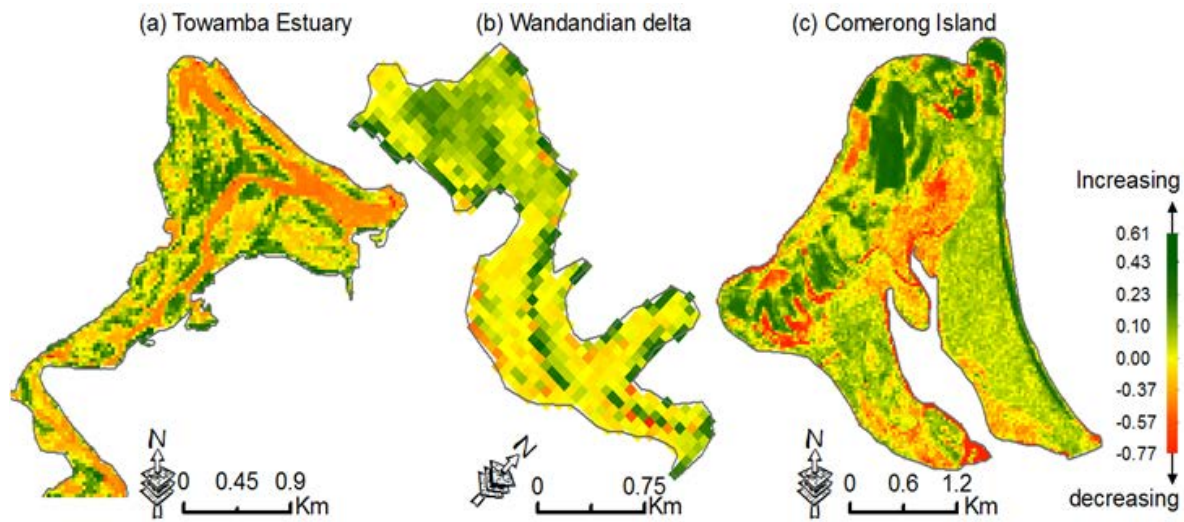 (a) Towamba Estuary
(b) Wandandian delta
(c) Comerong Island
Increasing
0.61
0.43
0.23
0.10
0.00
-0.37
-0.57
-0.77
decreasing
N
0 0.45 0.9
Km
N
0 0.75
Km
N
0 0.6 1.2
Km